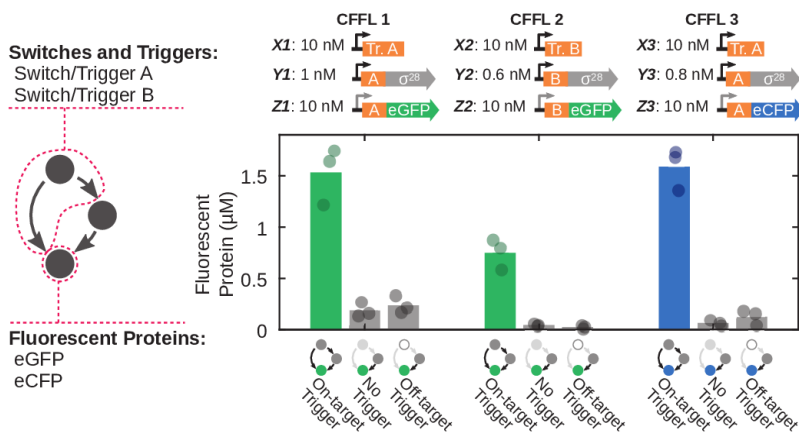 Switches and Triggers:
Switch/Trigger A
Switch/Trigger B
Fluorescent Proteins:
eGFP
eCFP
CFFL 1
X1: 10 nM
Tr. A
Y1: 1 nM
A σ28
Z1: 10 nM
A eGFP
CFFL 2
X2: 10 nM
Tr. B
Y2: 0.6 nM
B σ28
Z2: 10 nM
B eGFP
CFFL 3
X3: 10 nM
Tr. A
Y3: 0.8 nM
A σ28
Z3: 10 nM
A eCFP
Fluorescent
Protein (μM)
1.5
1
0.5
0
On-target
Trigger
No
Trigger
Off-target
Trigger
On-target
Trigger
No
Trigger
Off-target
Trigger
On-target
Trigger
No
Trigger
Off-target
Trigger